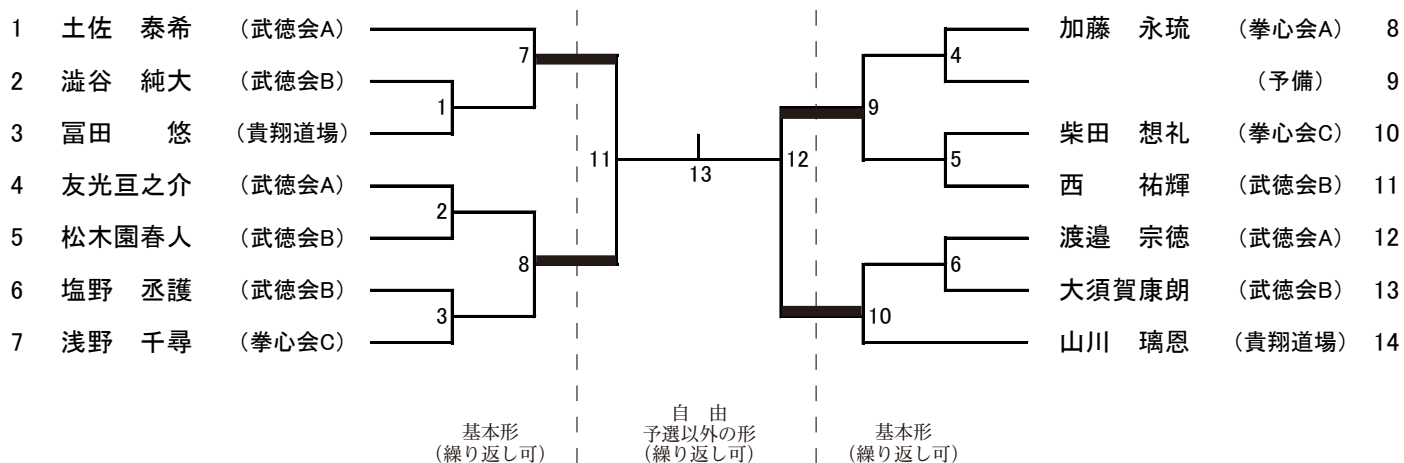 1 土佐 泰希 (武徳会A)
2 澁谷 純大 (武徳会B)
3 冨田 悠 (貴翔道場)
4 友光亘之介 (武徳会A)
5 松木園春人 (武徳会B)
6 塩野 丞護 (武徳会B)
7 浅野 千尋 (拳心会C)
7
1
2
8
3
11
13
12
4
9
5
6
10
加藤 永琉 (拳心会A) 8
(予備) 9
柴田 想礼 (拳心会C) 10
西 祐輝 (武徳会B) 11
渡邉 宗徳 (武徳会A) 12
大須賀康朗 (武徳会B) 13
山川 璃恩 (貴翔道場) 14
基本形
(繰り返し可)
自 由
予選以外の形
(繰り返し可)
基本形
(繰り返し可)